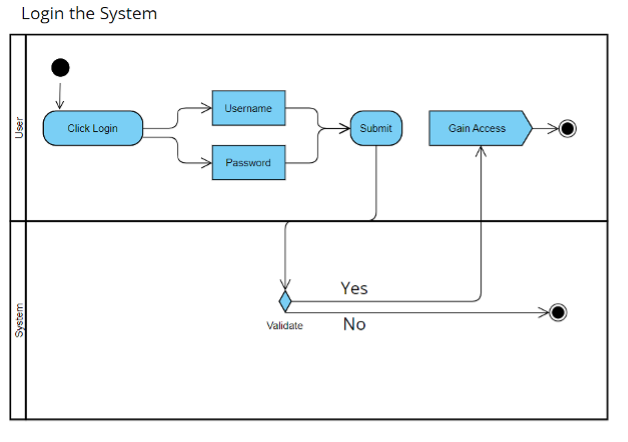 Login the System
User
Click Login
Username
Password
Submit
Gain Access
System
Validate
Yes
No